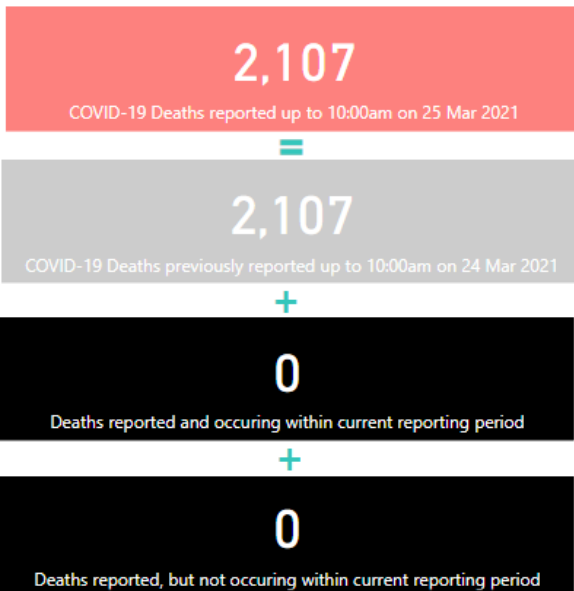 2,107
COVID-19 Deaths reported up to 10:00am on 25 Mar 2021
=
2,107
COVID-19 Deaths previously reported up to 10:00am on 24 Mar 2021
+
0
Deaths reported and occuring within current reporting period
+
0
Deaths reported, but not occuring within current reporting period